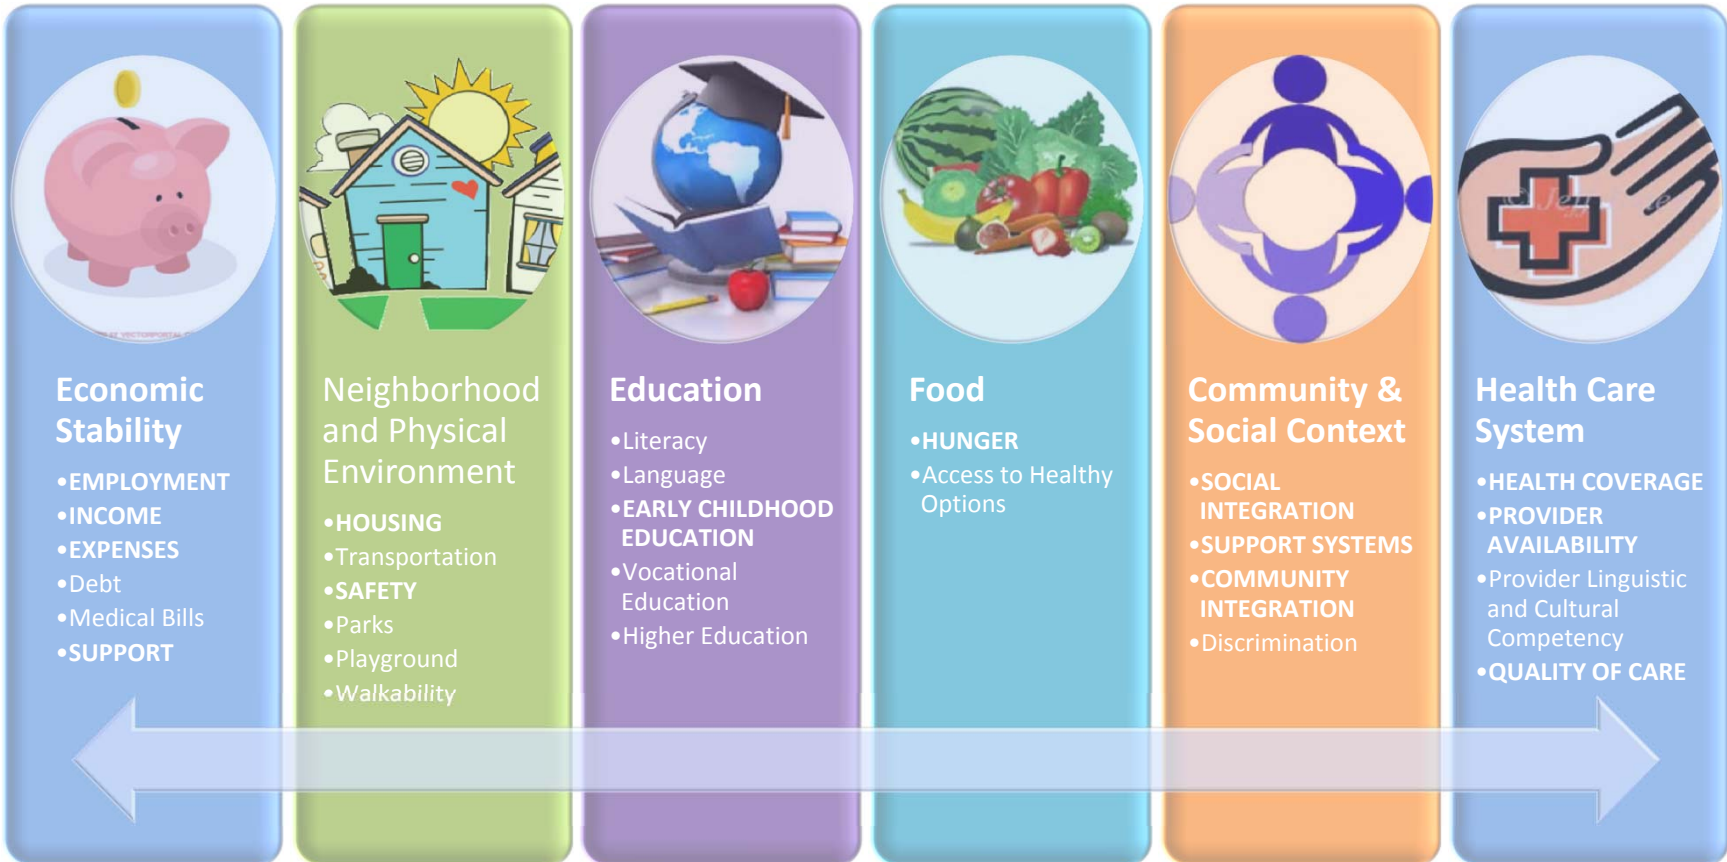 Economic
Stability
•EMPLOYMENT
•INCOME
•EXPENSES
•Debt
•Medical Bills
•SUPPORT
Neighborhood
and Physical
Environment
•HOUSING
•Transportation
•SAFETY
•Parks
•Playground
•Walkability
Education
•Literacy
•Language
•EARLY CHILDHOOD
EDUCATION
•Vocational
Education
•Higher Education
Food
•HUNGER
•Access to Healthy
Options
Community &
Social Context
•SOCIAL
INTEGRATION
•SUPPORT SYSTEMS
•COMMUNITY
INTEGRATION
•Discrimination
Health Care
System
•HEALTH COVERAGE
•PROVIDER
AVAILABILITY
•Provider Linguistic
and Cultural
Competency
•QUALITY OF CARE